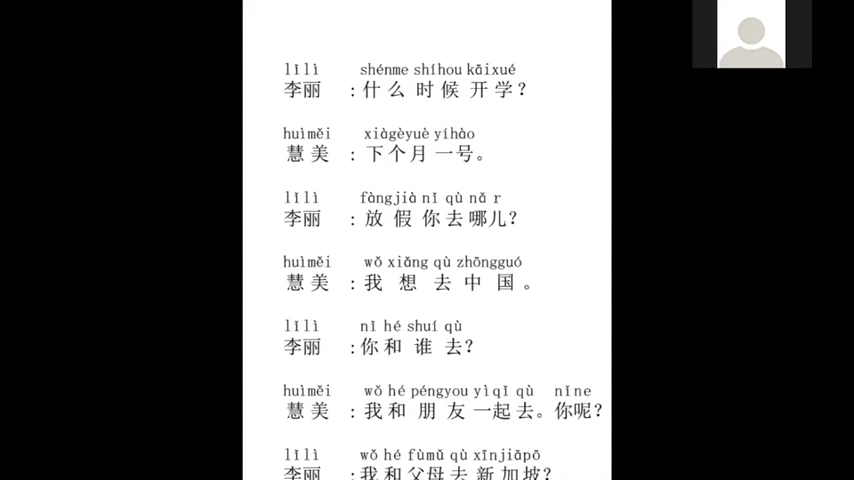 lǐlì shénme shíhou kāixué
李丽 :什么时候开学?
huìměi xiàgèyuè yíhào
慧美 :下个月一号。
lǐlì fàngjià nǐ qù nǎ r
李丽 :放假你去哪儿?
huìměi wǒ xiǎng qù zhōngguó
慧美 :我想去中国。
lǐlì nǐ hé shuí qù
李丽 :你和谁去?
huìměi wǒ hé péngyou yìqǐ qù nǐne
慧美 :我和朋友一起去。你呢?
lǐlì wǒ hé fùmǔ qù xīnjiāpō
李丽 :我和父母去新加坡?